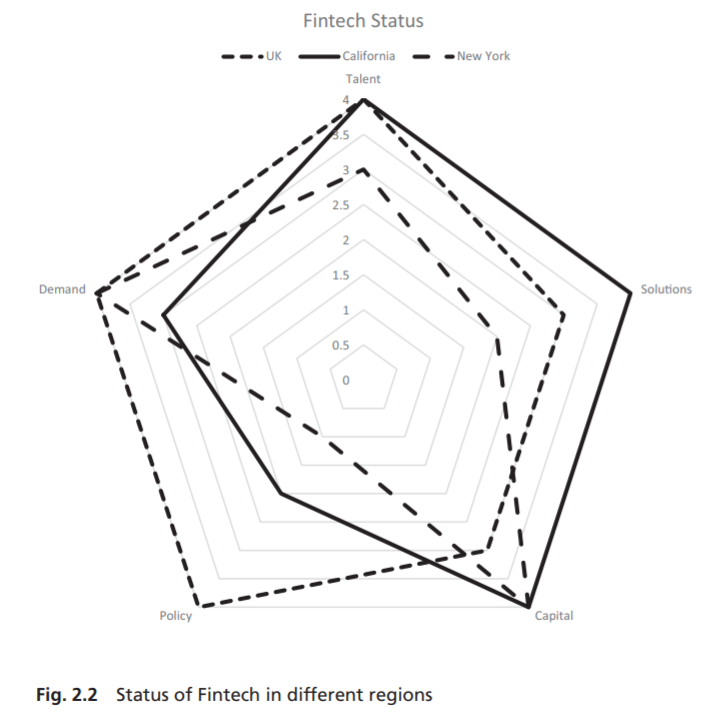 Fintech Status
UK California New York
Talent
4
3.5
3
2.5
2
1.5
1
0.5
0
Demand
Solutions
Policy
Capital
Fig. 2.2 Status of Fintech in different regions